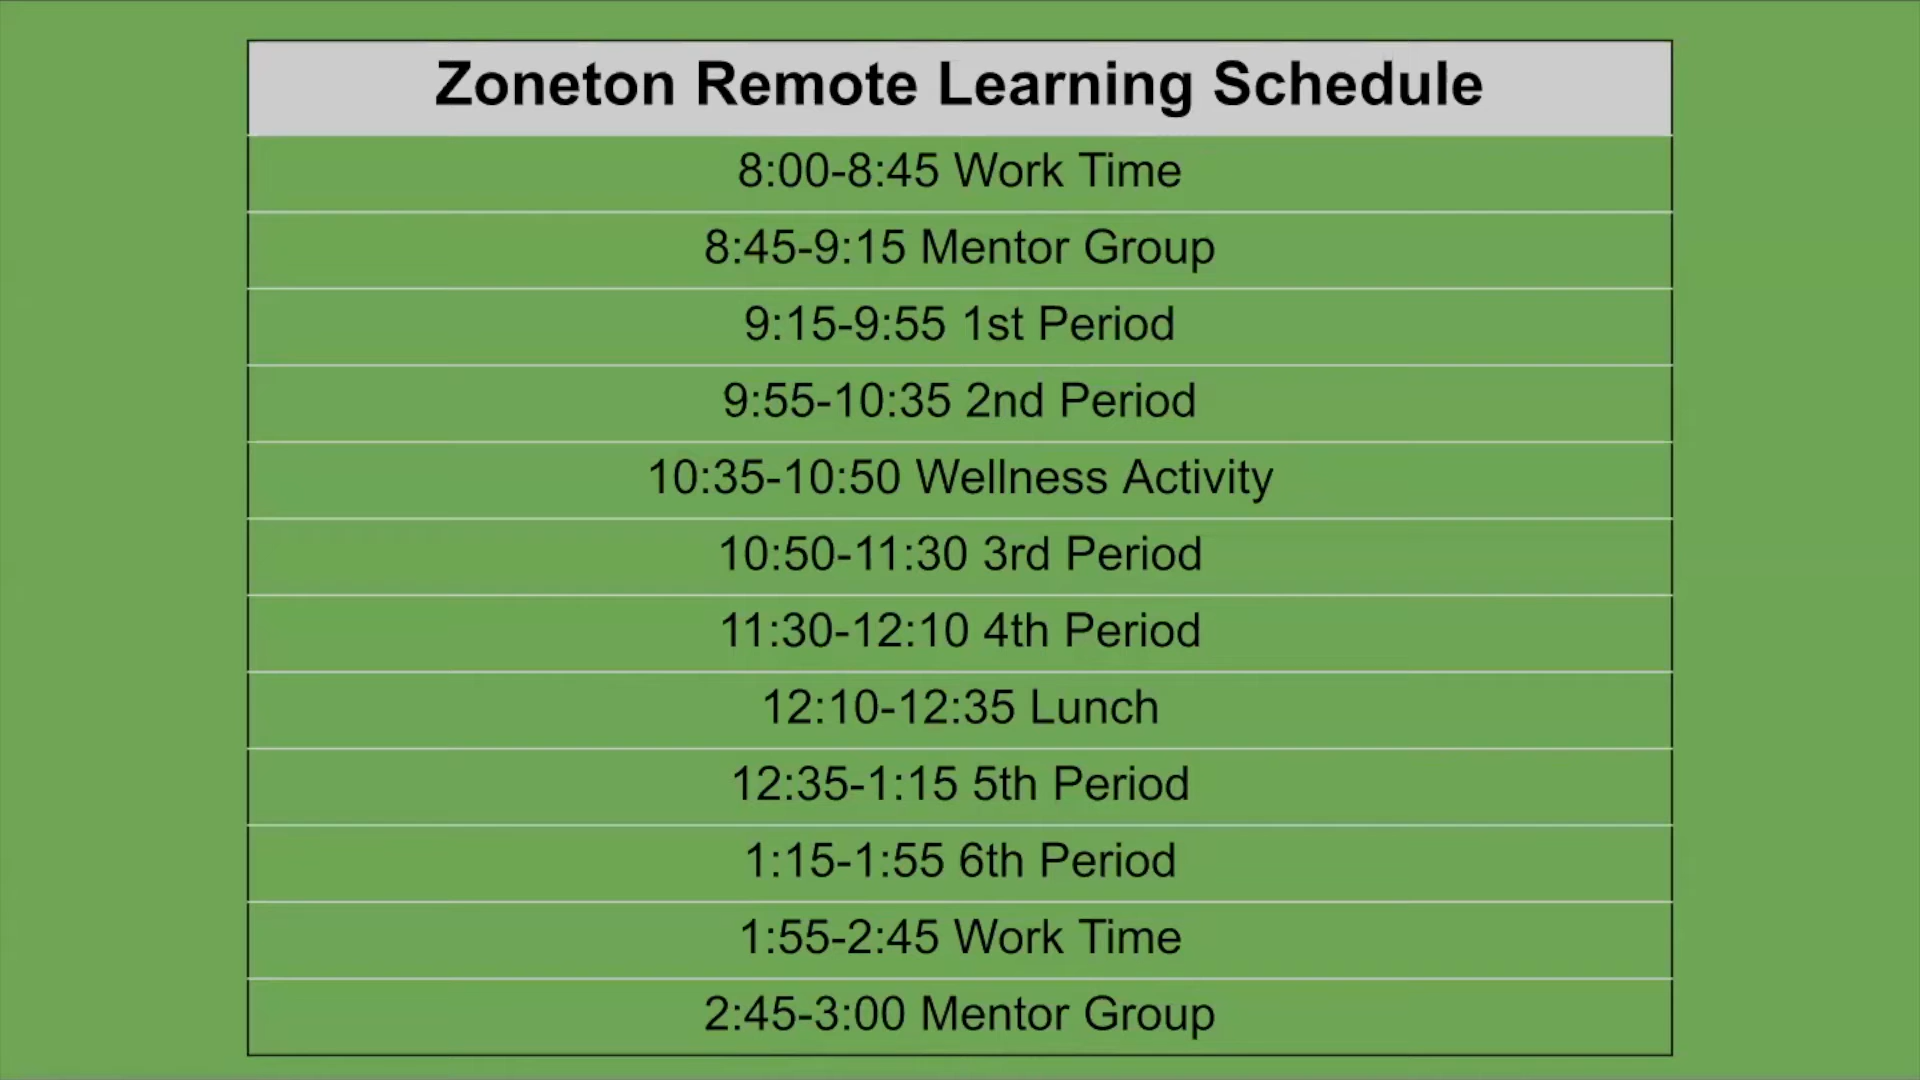 Zoneton Remote Learning Schedule
8:00-8:45 Work Time
8:45-9:15 Mentor Group
9:15-9:55 1st Period
9:55-10:35 2nd Period
10:35-10:50 Wellness Activity
10:50-11:30 3rd Period
11:30-12:10 4th Period
12:10-12:35 Lunch
12:35-1:15 5th Period
1:15-1:55 6th Period
1:55-2:45 Work Time
2:45-3:00 Mentor Group